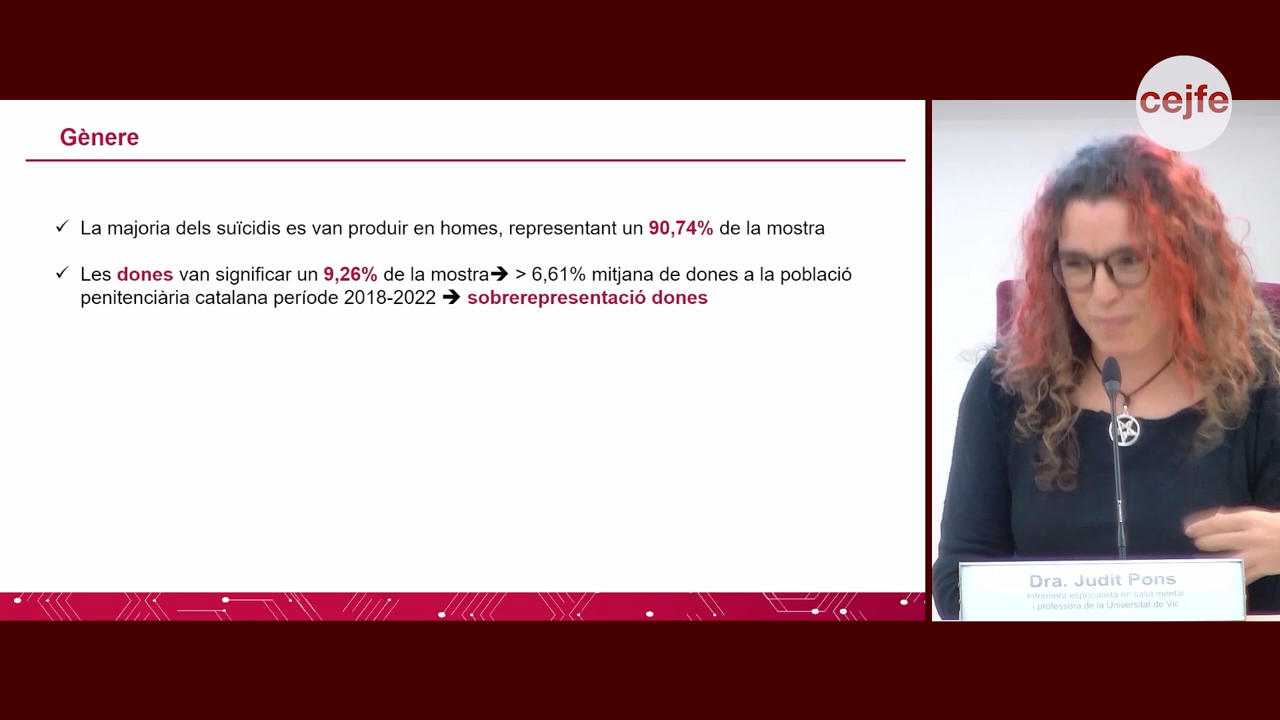 cejfe
Gènere
✓ La majoria dels suïcidis es van produir en homes, representant un 90,74% de la mostra
✓ Les dones van significar un 9,26% de la mostra➔ > 6,61% mitjana de dones a la població
penitenciària catalana període 2018-2022 ➔ sobrerepresentació dones
Dra. Judit Pons
Infermera especialista en salut mental
i professora de la Universitat de Vic